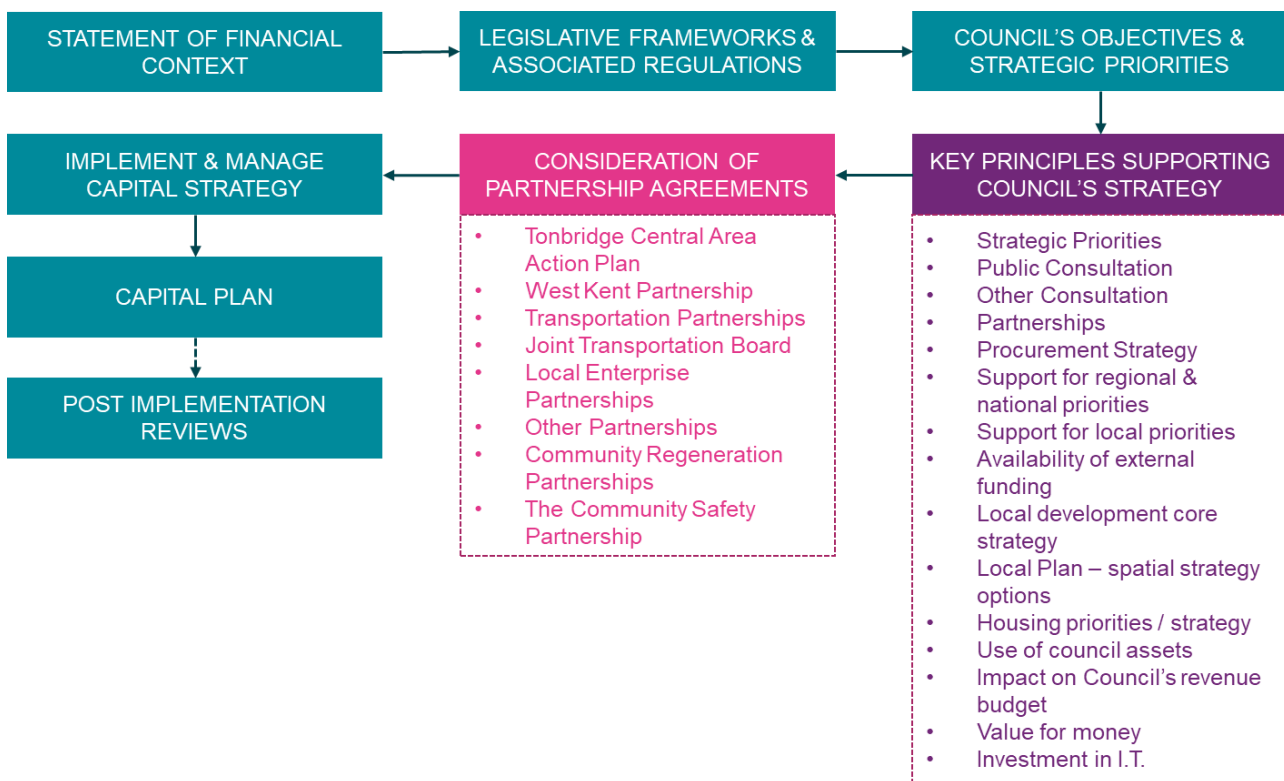 STATEMENT OF FINANCIAL
CONTEXT
LEGISLATIVE FRAMEWORKS &
ASSOCIATED REGULATIONS
COUNCIL'S OBJECTIVES &
STRATEGIC PRIORITIES
KEY PRINCIPLES SUPPORTING
COUNCIL'S STRATEGY
• Strategic Priorities
• Public Consultation
• Other Consultation
• Partnerships
• Procurement Strategy
• Support for regional &
national priorities
• Support for local priorities
• Availability of external
funding
• Local development core
strategy
• Local Plan – spatial strategy
options
• Housing priorities / strategy
• Use of council assets
• Impact on Council's revenue
budget
• Value for money
• Investment in I.T.
CONSIDERATION OF
PARTNERSHIP AGREEMENTS
• Tonbridge Central Area
Action Plan
• West Kent Partnership
• Transportation Partnerships
• Joint Transportation Board
• Local Enterprise
Partnerships
• Other Partnerships
• Community Regeneration
Partnerships
• The Community Safety
Partnership
IMPLEMENT & MANAGE
CAPITAL STRATEGY
CAPITAL PLAN
POST IMPLEMENTATION
REVIEWS